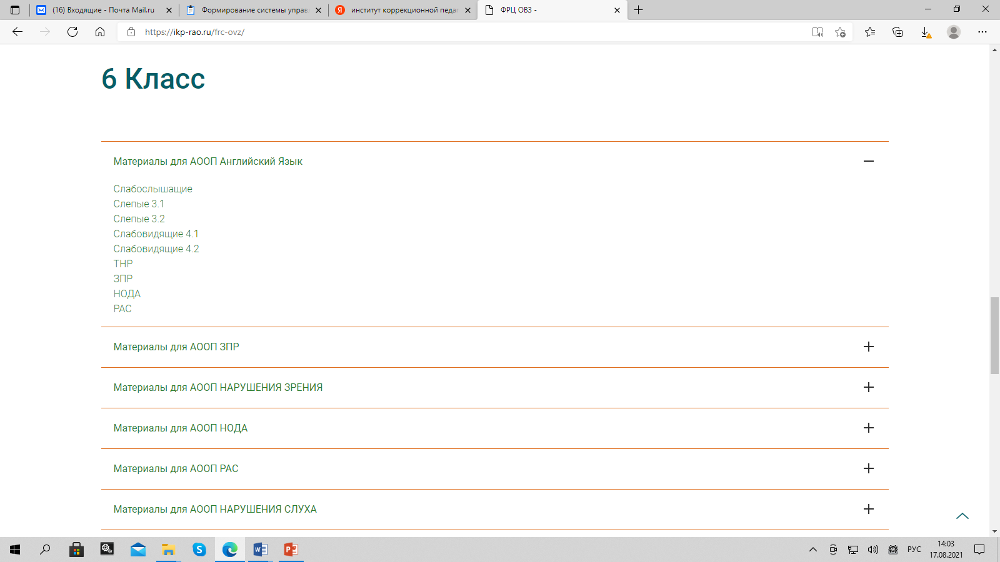 (16) Входящие - Почта Mail.ru
Формирование системы управл
институт коррекционной педаг
ФРЦ ОВЗ -
https://ikp-rao.ru/frc-ovz/
6 Класс
Материалы для АООП Английский Язык
Слабослышащие
Слепые 3.1
Слепые 3.2
Слабовидящие 4.1
Слабовидящие 4.2
ТНР
ЗПР
НОДА
РАС
Материалы для АООП ЗПР
Материалы для АООП НАРУШЕНИЯ ЗРЕНИЯ
Материалы для АООП НОДА
Материалы для АООП РАС
Материалы для АООП НАРУШЕНИЯ СЛУХА
РУС
14:03
17.08.2021